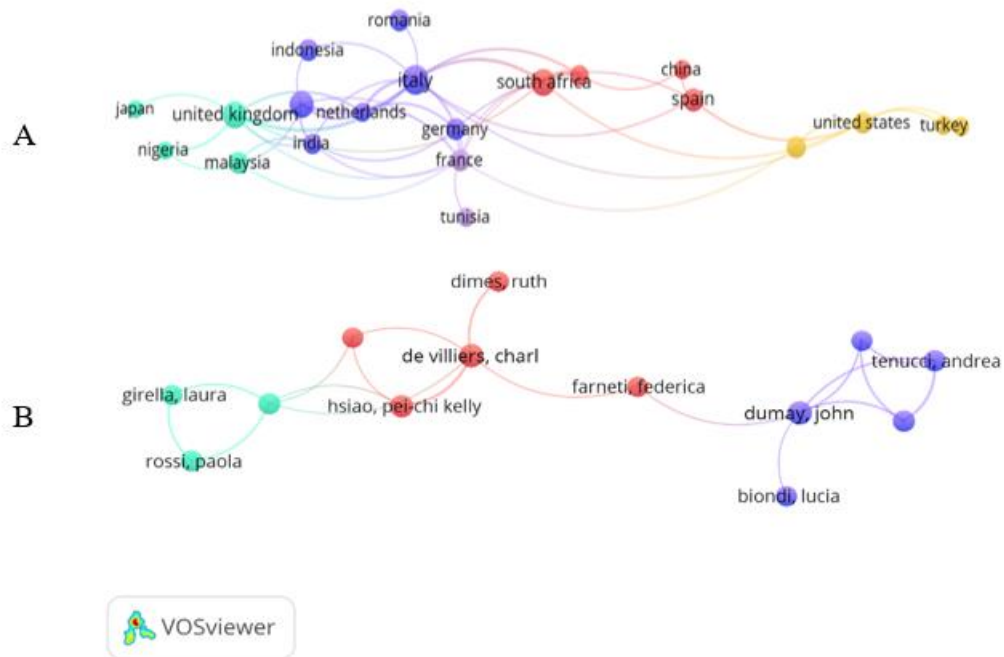 romania
indonesia
italy
south africa
china
spain
japan
united kingdom
netherlands
united states
turkey
A
germany
nigeria
malaysia
india
france
tunisia
dimes, ruth
de villiers, charl
tenucci, andrea
girella, laura
farneti, federica
hsiao, pei-chi kelly
dumay, john
B
rossi, paola
biondi, lucia
VOSviewer